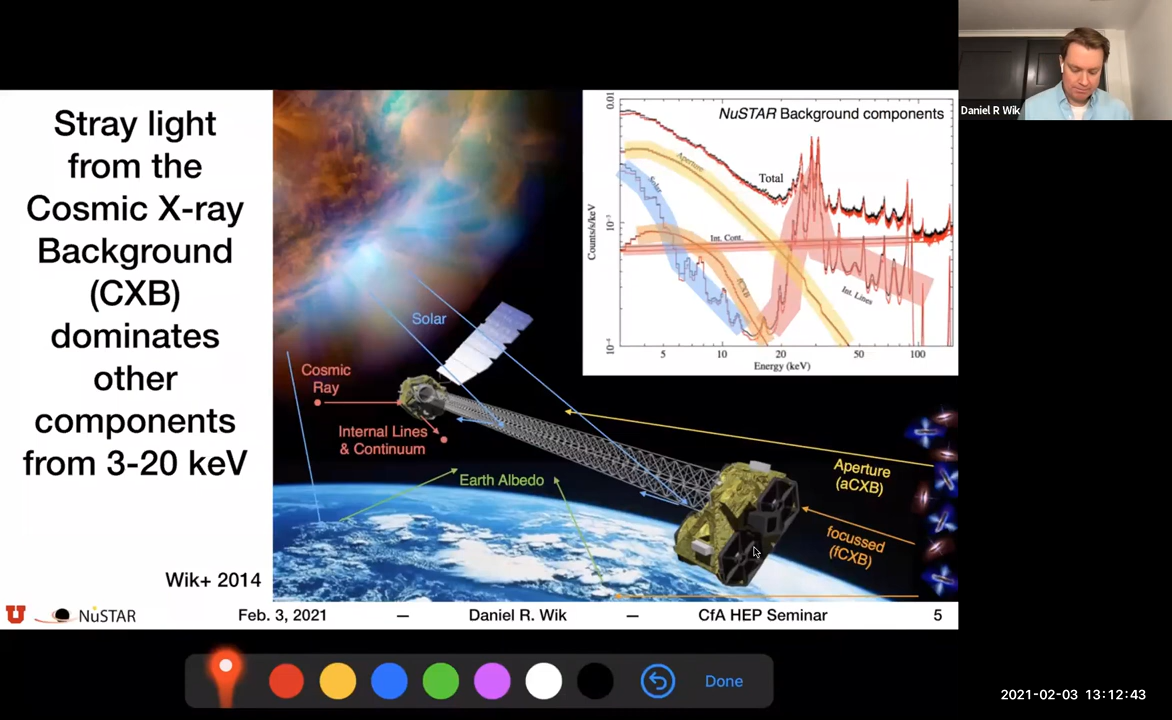 Stray light
from the
Cosmic X-ray
Background
(CXB)
dominates
other
components
from 3-20 keV
Wik+ 2014
Solar
Cosmic
Ray
Internal Lines
& Continuum
Earth Albedo
Aperture
(aCXB)
focussed
(fCXB)
NuSTAR Background components
Aperture
Solar
Total
Int. Cont.
fCXB
Int. Lines
Counts/s/keV
0.01
10⁻³
10⁻⁴
5 10 20 50 100
Energy (keV)
Daniel R Wik
U NuSTAR Feb. 3, 2021 — Daniel R. Wik — CfA HEP Seminar 5
Done
2021-02-03 13:12:43